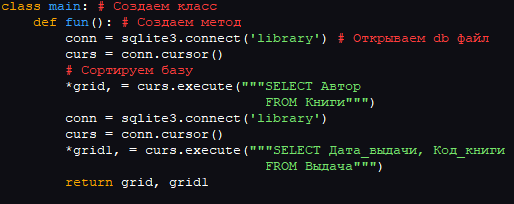 class main: # Создаем класс
    def fun(): # Создаем метод
        conn = sqlite3.connect('library') # Открываем db файл
        curs = conn.cursor()
        # Сортируем базу
        *grid, = curs.execute("""SELECT Автор
                                 FROM Книги""")
        conn = sqlite3.connect('library')
        curs = conn.cursor()
        *grid1, = curs.execute("""SELECT Дата_выдачи, Код_книги
                                 FROM Выдача""")
        return grid, grid1